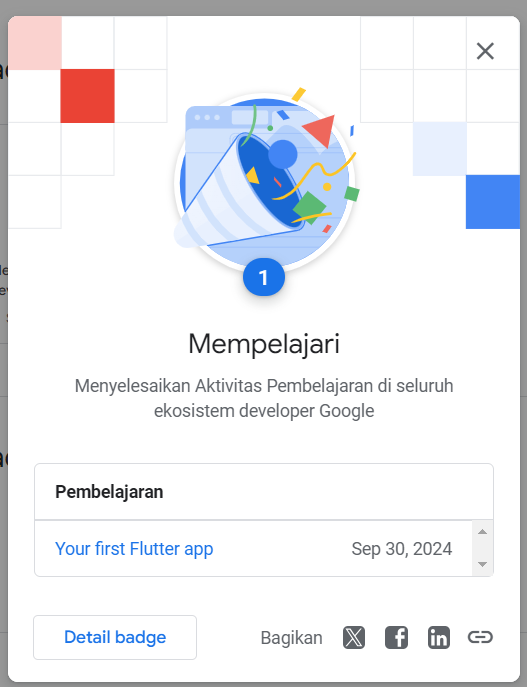 1
Mempelajari
Menyelesaikan Aktivitas Pembelajaran di seluruh
ekosistem developer Google
Pembelajaran
Your first Flutter app Sep 30, 2024
Detail badge Bagikan